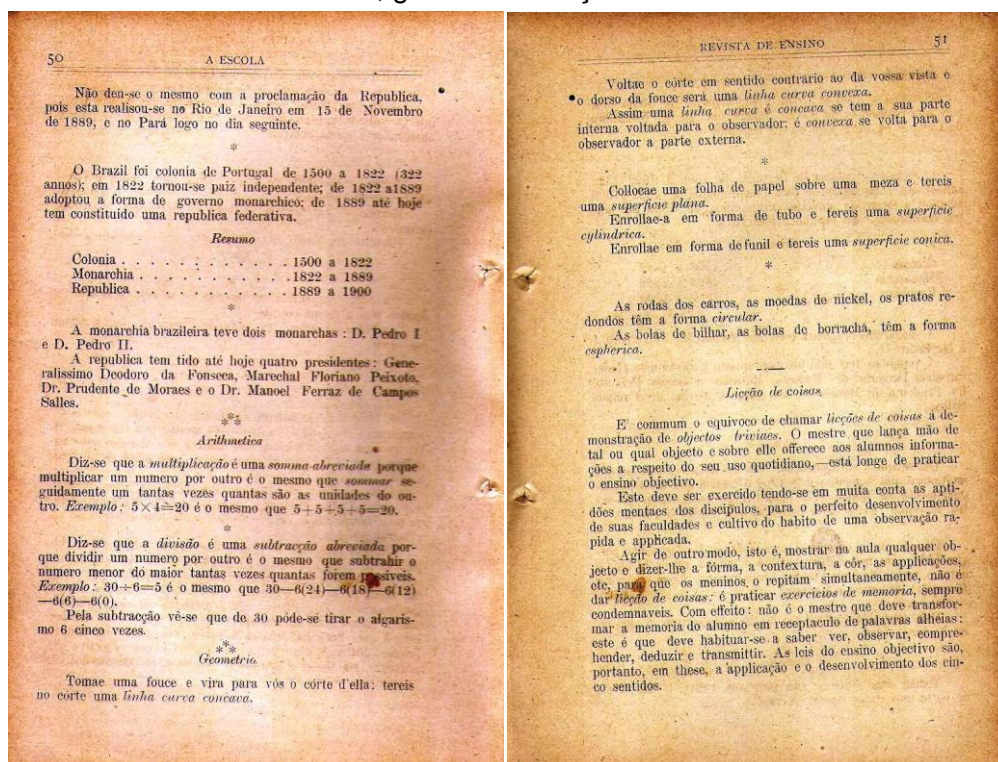 50 A ESCOLA
Não deu-se o mesmo com a proclamação da Republica,
pois esta realisou-se no Rio de Janeiro em 15 de Novembro
de 1889, e no Pará logo no dia seguinte.
*
O Brazil foi colonia de Portugal de 1500 a 1822 (322
annos); em 1822 tornou-se paiz independente; de 1822 a1889
adoptou a forma de governo monarchico; de 1889 até hoje
tem constituido uma republica federativa.
Resumo
Colonia . . . . . . . . . . . . . 1500 a 1822
Monarchia . . . . . . . . . . . . 1822 a 1889
Republica . . . . . . . . . . . . 1889 a 1900
*
A monarchia brazileira teve dois monarchas : D. Pedro I
e D. Pedro II.
A republica tem tido até hoje quatro presidentes : Gene-
ralissimo Deodoro da Fonseca, Marechal Floriano Peixoto,
Dr. Prudente de Moraes e o Dr. Manoel Ferraz de Campos
Salles.
***
Arithmetica
Diz-se que a multiplicação é uma somma abreviada porque
multiplicar um numero por outro é o mesmo que sommar se-
guidamente um tantas vezes quantas são as unidades do ou-
tro. Exemplo: 5×4=20 é o mesmo que 5+5+5+5=20.
*
Diz-se que a divisão é uma subtracção abreviada por-
que dividir um numero por outro é o mesmo que subtrahir o
numero menor do maior tantas vezes quantas forem possiveis.
Exemplo: 30÷6=5 é o mesmo que 30—6(24)—6(18)—6(12)
—6(6)—6(0).
Pela subtracção vê-se que de 30 póde-se tirar o algaris-
mo 6 cinco vezes.
***
Geometria
Tomae uma fouce e vira para vós o córte d'ella: tereis
no córte uma linha curva concava.
REVISTA DE ENSINO 51
Voltae o córte em sentido contrario ao da vossa vista e
o dorso da fouce será uma linha curva convexa.
Assim uma linha curva é concava se tem a sua parte
interna voltada para o observador; é convexa se volta para o
observador a parte externa.
*
Collocae uma folha de papel sobre uma meza e tereis
uma superficie plana.
Enrollae-a em forma de tubo e tereis uma superficie
cylindrica.
Enrollae em forma de funil e tereis uma superficie conica.
*
As rodas dos carros, as moedas de nickel, os pratos re-
dondos têm a forma circular.
As bolas de bilhar, as bolas de borracha, têm a forma
espherica.
Licção de coisas
E' commum o equivoco de chamar licções de coisas á de-
monstração de objectos triviaes. O mestre que lança mão de
tal ou qual objecto e sobre elle offerece aos alumnos informa-
ções a respeito do seu uso quotidiano,—está longe de praticar
o ensino objectivo.
Este deve ser exercido tendo-se em muita conta as apti-
dões mentaes dos discipulos, para o perfeito desenvolvimento
de suas faculdades e cultivo do habito de uma observação ra-
pida e applicada.
Agir de outro modo, isto é, mostrar na aula qualquer ob-
jecto e dizer-lhe a fórma, a contextura, a côr, as applicações,
etc, para que os meninos o repitam simultaneamente, não é
dar licção de coisas: é praticar exercicios de memoria, sempre
condemnaveis. Com effeito : não é o mestre que deve transfor-
mar a memoria do alumno em receptaculo de palavras alheias:
este é que deve habituar-se a saber ver, observar, compre-
hender, deduzir e transmittir. As leis do ensino objectivo são,
portanto, em these, a applicação e o desenvolvimento dos cin-
co sentidos.